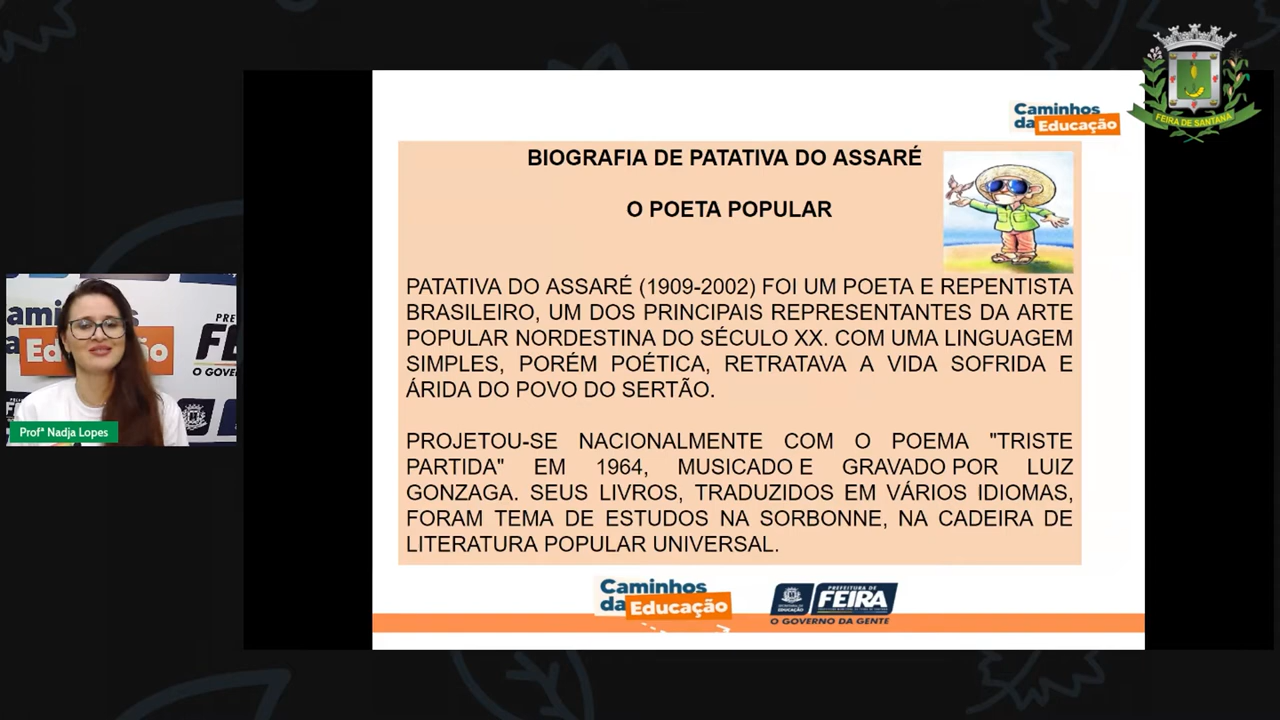 FEIRA DE SANTANA
Caminhos
da Educação
BIOGRAFIA DE PATATIVA DO ASSARÉ
O POETA POPULAR
PATATIVA DO ASSARÉ (1909-2002) FOI UM POETA E REPENTISTA
BRASILEIRO, UM DOS PRINCIPAIS REPRESENTANTES DA ARTE
POPULAR NORDESTINA DO SÉCULO XX. COM UMA LINGUAGEM
SIMPLES, PORÉM POÉTICA, RETRATAVA A VIDA SOFRIDA E
ÁRIDA DO POVO DO SERTÃO.
PROJETOU-SE NACIONALMENTE COM O POEMA "TRISTE
PARTIDA" EM 1964, MUSICADO E GRAVADO POR LUIZ
GONZAGA. SEUS LIVROS, TRADUZIDOS EM VÁRIOS IDIOMAS,
FORAM TEMA DE ESTUDOS NA SORBONNE, NA CADEIRA DE
LITERATURA POPULAR UNIVERSAL.
Profª Nadja Lopes
Caminhos
da Educação
PREFEITURA DE
FEIRA
O GOVERNO DA GENTE